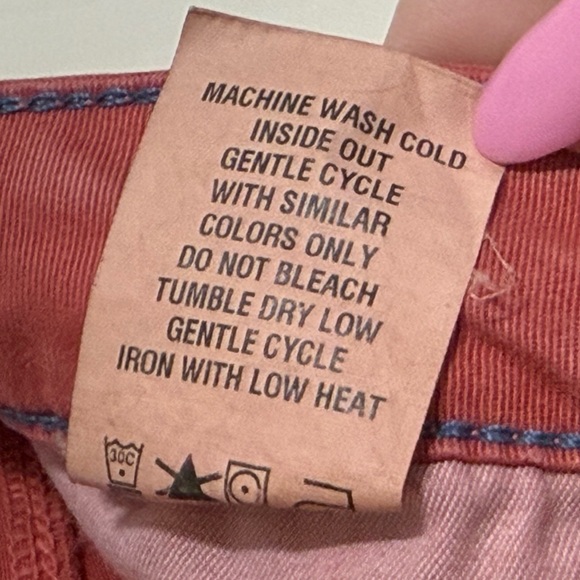 MACHINE WASH COLD
INSIDE OUT
GENTLE CYCLE
WITH SIMILAR
COLORS ONLY
DO NOT BLEACH
TUMBLE DRY LOW
GENTLE CYCLE
IRON WITH LOW HEAT
30C